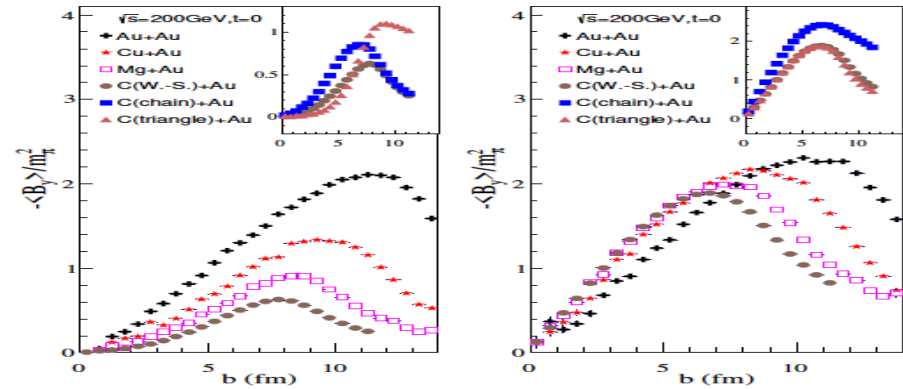 √s=200GeV,t=0
Au+Au
Cu+Au
Mg+Au
C(W.-S.)+Au
C(chain)+Au
C(triangle)+Au
-⟨B_y⟩/m_π^2
4
3
2
1
0
0
5
10
b (fm)
1
0.5
0
0
5
10
√s=200GeV,t=0
Au+Au
Cu+Au
Mg+Au
C(W.-S.)+Au
C(chain)+Au
C(triangle)+Au
-⟨B_y⟩/m_π^2
4
3
2
1
0
0
5
10
b (fm)
2
1
0
0
5
10